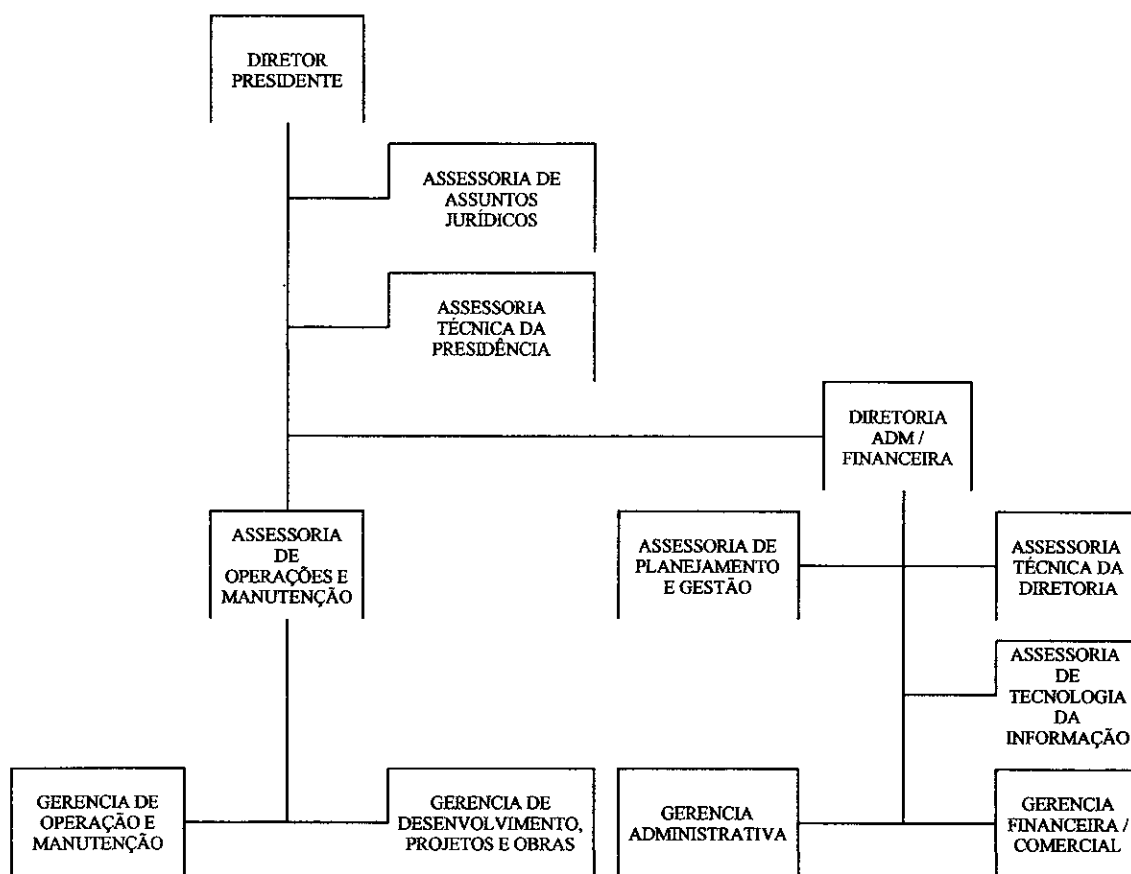 DIRETOR
PRESIDENTE
ASSESSORIA DE
ASSUNTOS
JURÍDICOS
ASSESSORIA
TÉCNICA DA
PRESIDÊNCIA
DIRETORIA
ADM /
FINANCEIRA
ASSESSORIA
DE
OPERAÇÕES E
MANUTENÇÃO
ASSESSORIA DE
PLANEJAMENTO
E GESTÃO
ASSESSORIA
TÉCNICA DA
DIRETORIA
ASSESSORIA
DE
TECNOLOGIA
DA
INFORMAÇÃO
GERENCIA DE
OPERAÇÃO E
MANUTENÇÃO
GERENCIA DE
DESENVOLVIMENTO,
PROJETOS E OBRAS
GERENCIA
ADMINISTRATIVA
GERENCIA
FINANCEIRA /
COMERCIAL